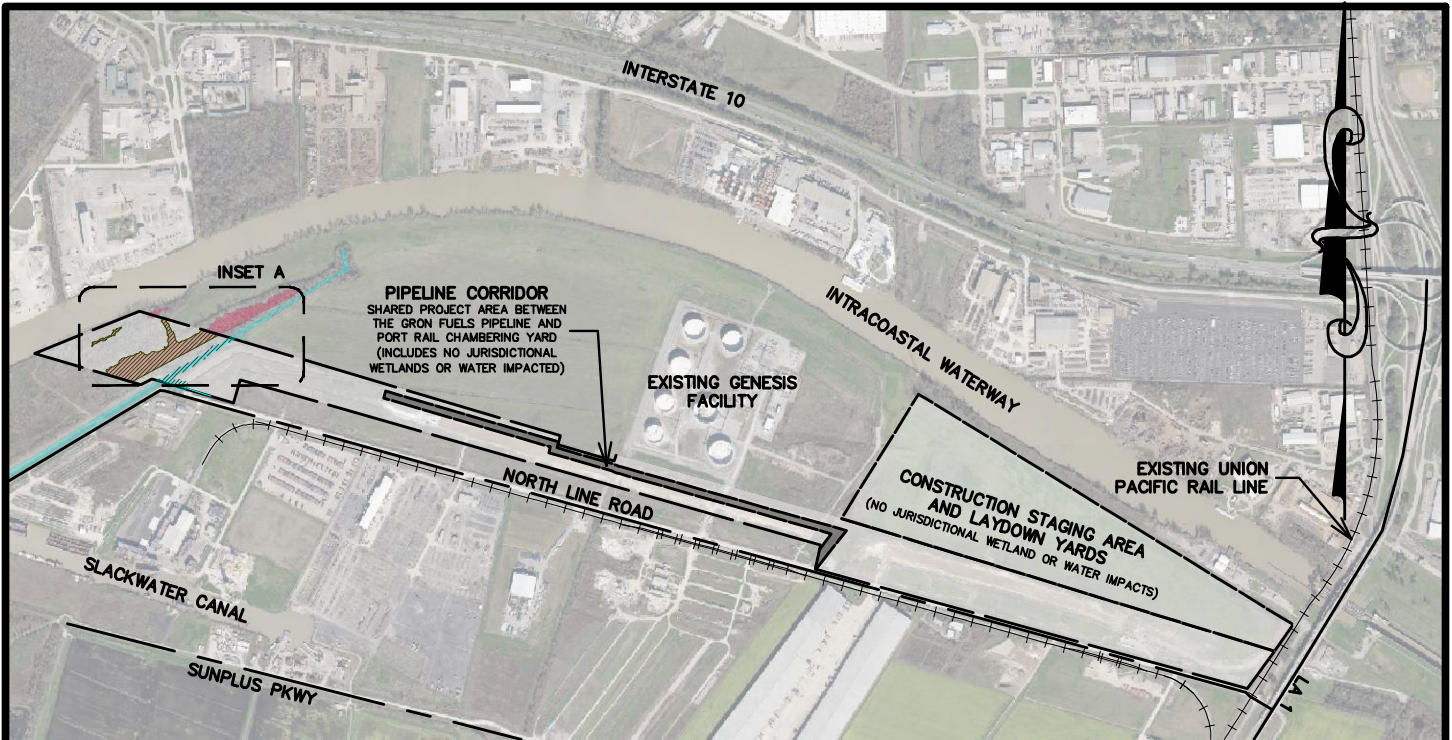 INTERSTATE 10
INSET A
PIPELINE CORRIDOR
SHARED PROJECT AREA BETWEEN
THE GRON FUELS PIPELINE AND
PORT RAIL CHAMBERING YARD
(INCLUDES NO JURISDICTIONAL
WETLANDS OR WATER IMPACTED)
INTRACOASTAL WATERWAY
EXISTING GENESIS
FACILITY
CONSTRUCTION STAGING AREA
AND LAYDOWN YARDS
(NO JURISDICTIONAL WETLAND OR WATER IMPACTS)
EXISTING UNION
PACIFIC RAIL LINE
NORTH LINE ROAD
SLACKWATER CANAL
SUNPLUS PKWY
LA 1